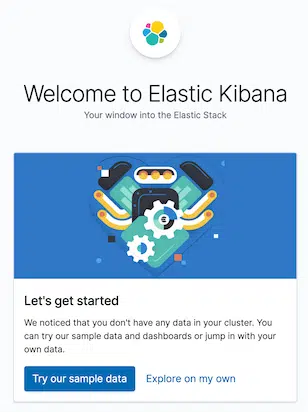 Welcome to Elastic Kibana
Your window into the Elastic Stack
Let's get started
We noticed that you don't have any data in your cluster. You
can try our sample data and dashboards or jump in with your
own data.
Try our sample data
Explore on my own